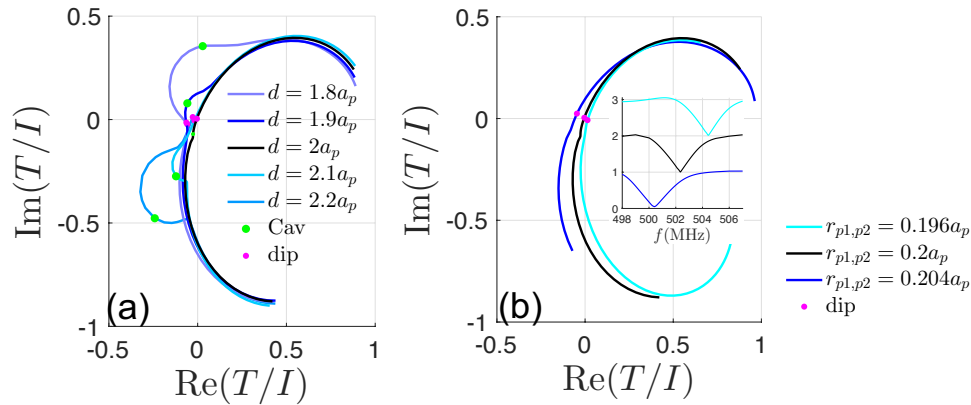 0.5
0
-0.5
-1
-0.5
0
0.5
1
Im(T/I)
Re(T/I)
(a)
d = 1.8a_p
d = 1.9a_p
d = 2a_p
d = 2.1a_p
d = 2.2a_p
Cav
dip
0.5
0
-0.5
-1
-0.5
0
0.5
1
Im(T/I)
Re(T/I)
(b)
3
2
1
0
498 500 502 504 506
f(MHz)
r_{p1,p2} = 0.196a_p
r_{p1,p2} = 0.2a_p
r_{p1,p2} = 0.204a_p
dip